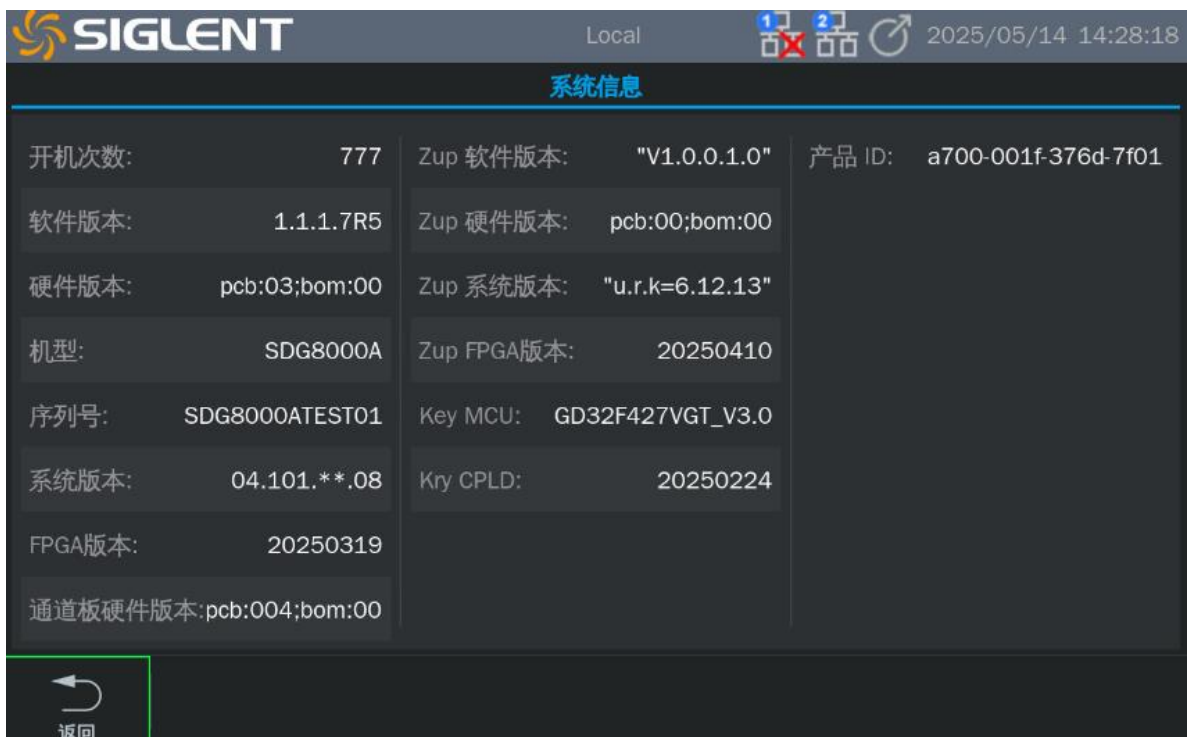 SIGLENT Local 1 2 2025/05/14 14:28:18
系统信息
开机次数: 777
软件版本: 1.1.1.7R5
硬件版本: pcb:03;bom:00
机型: SDG8000A
序列号: SDG8000ATEST01
系统版本: 04.101.**.08
FPGA版本: 20250319
通道板硬件版本:pcb:004;bom:00
Zup 软件版本: "V1.0.0.1.0"
Zup 硬件版本: pcb:00;bom:00
Zup 系统版本: "u.r.k=6.12.13"
Zup FPGA版本: 20250410
Key MCU: GD32F427VGT_V3.0
Kry CPLD: 20250224
产品 ID: a700-001f-376d-7f01
返回